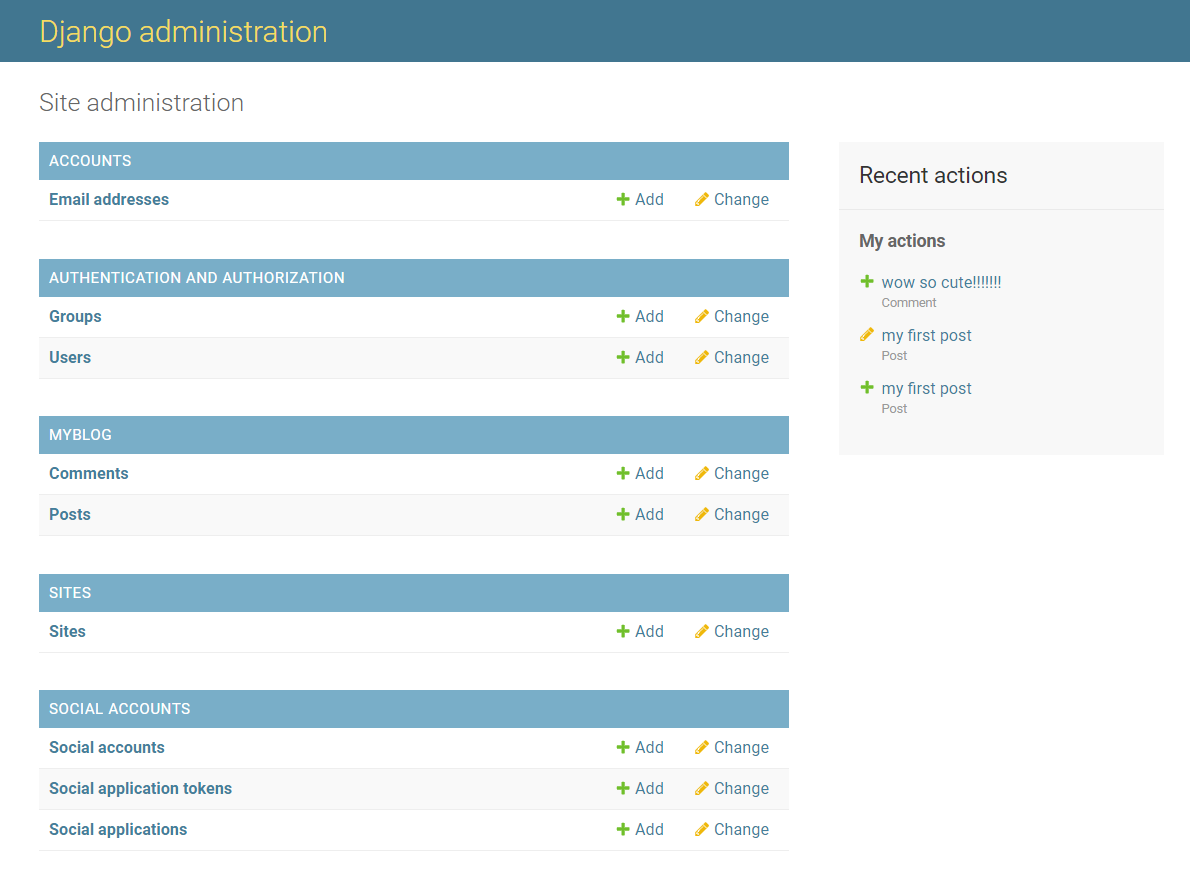 Django administration
Site administration
ACCOUNTS
Email addresses Add Change
AUTHENTICATION AND AUTHORIZATION
Groups Add Change
Users Add Change
MYBLOG
Comments Add Change
Posts Add Change
SITES
Sites Add Change
SOCIAL ACCOUNTS
Social accounts Add Change
Social application tokens Add Change
Social applications Add Change
Recent actions
My actions
wow so cute!!!!!!!
Comment
my first post
Post
my first post
Post